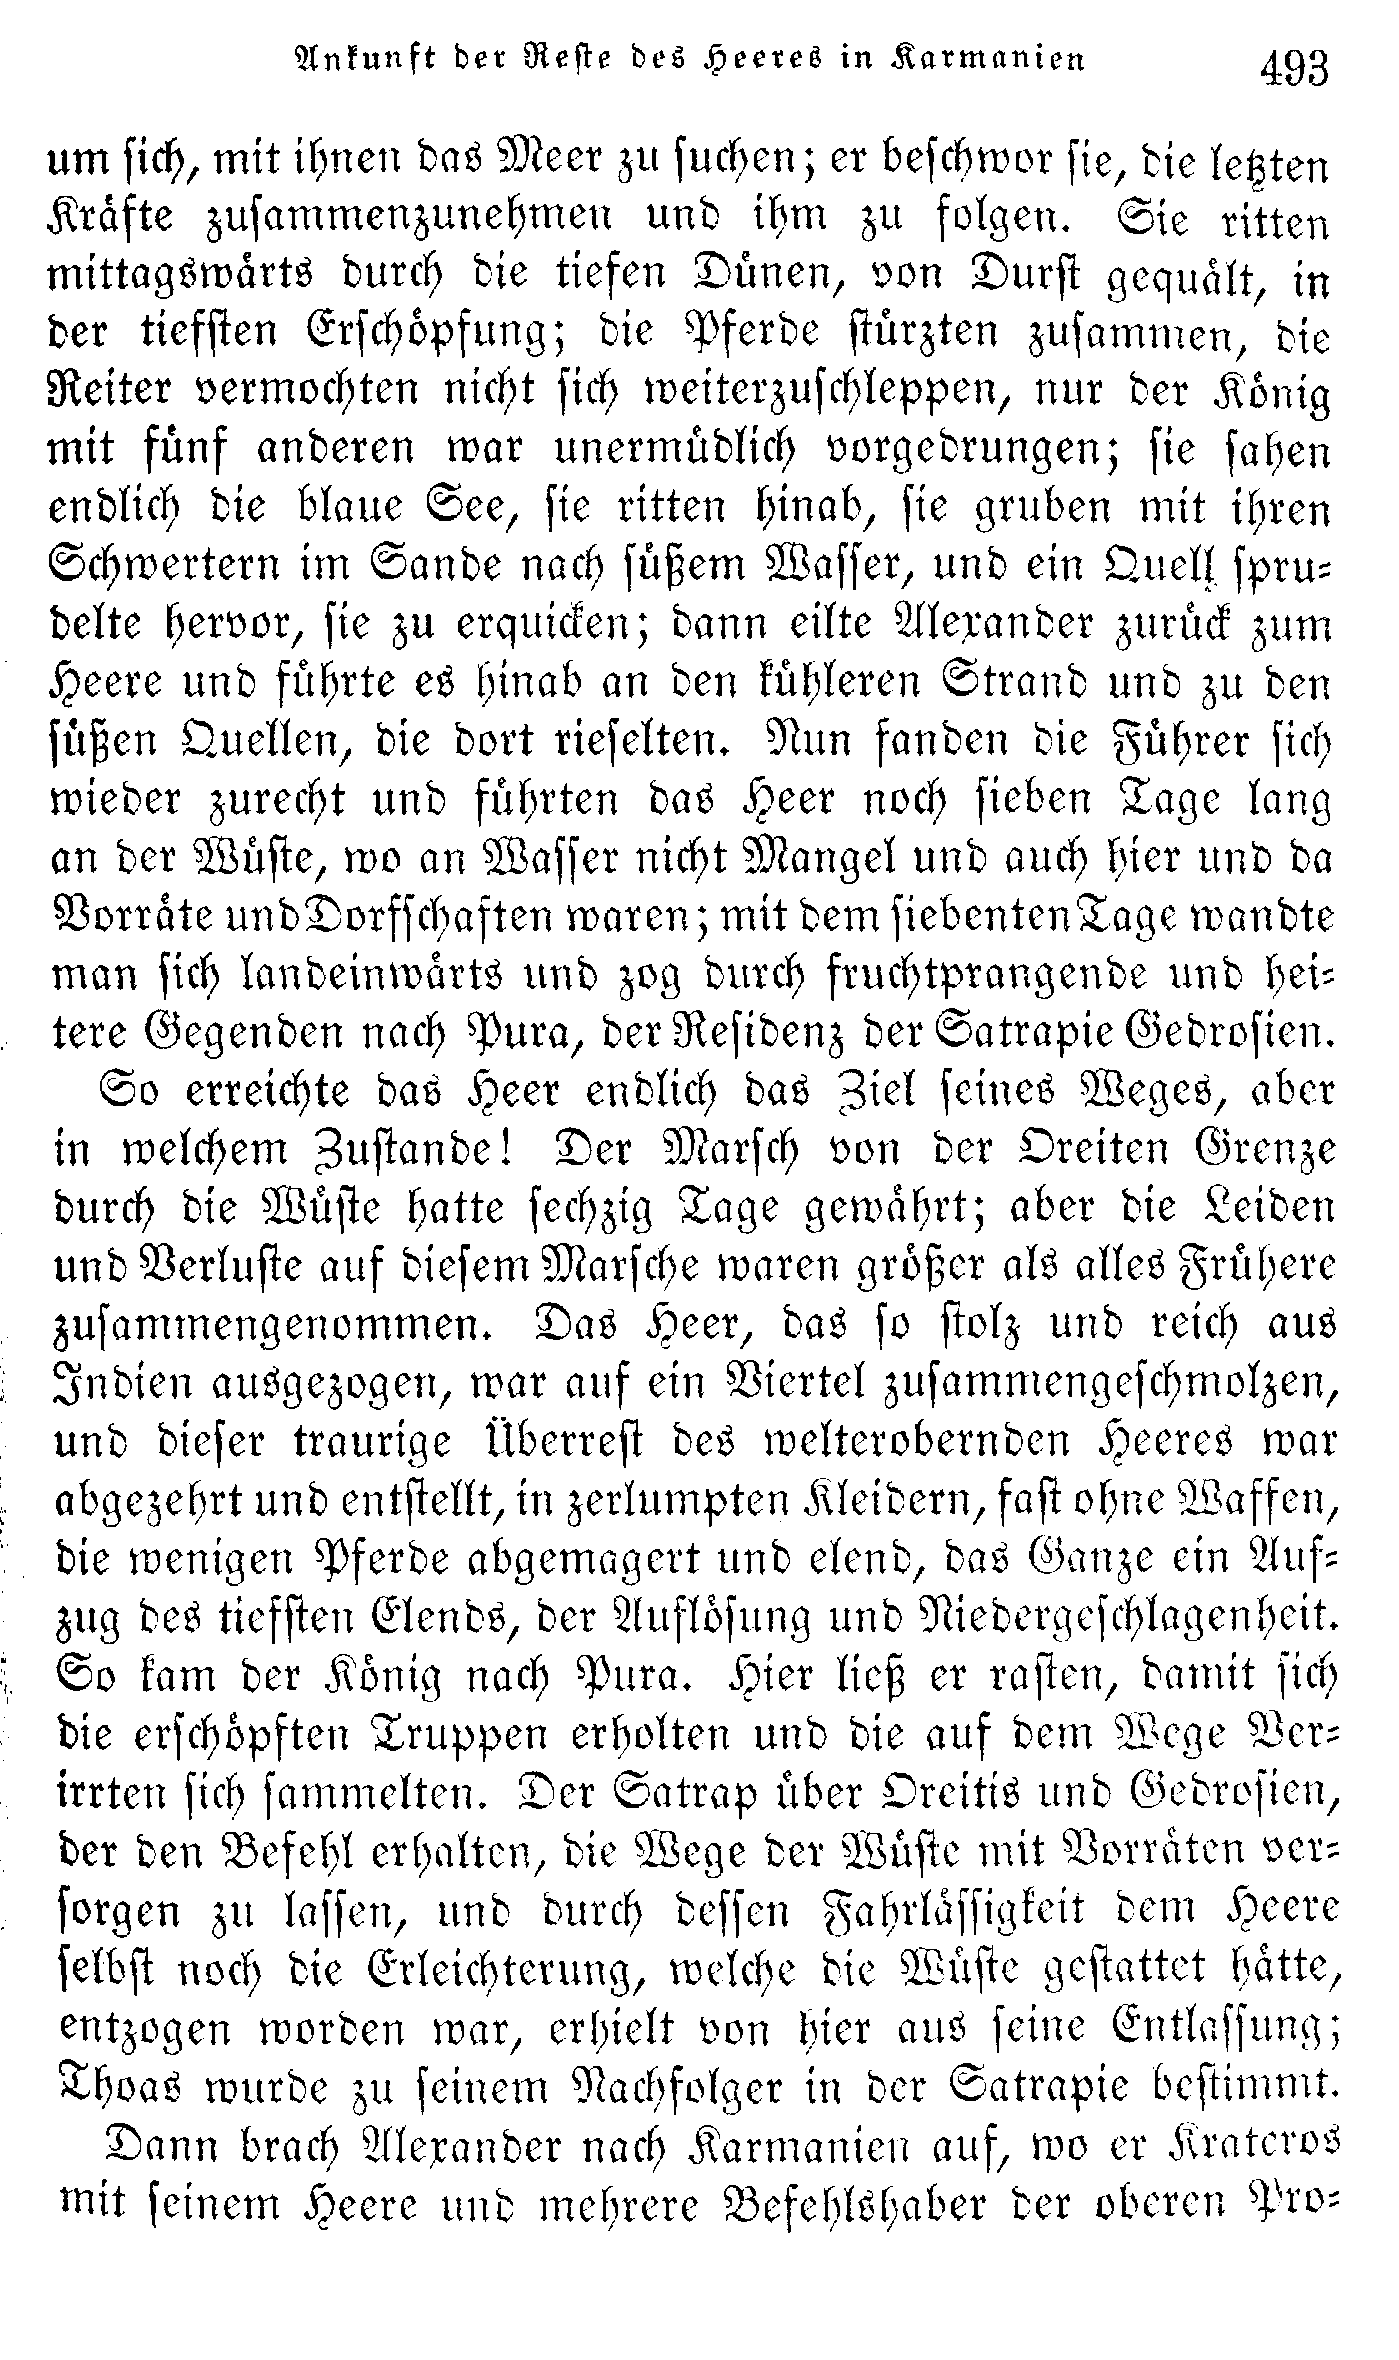 Ankunft der Reste des Heeres in Karmanien 493
um sich, mit ihnen das Meer zu suchen; er beschwor sie, die letzten
Kräfte zusammenzunehmen und ihm zu folgen. Sie ritten
mittagswärts durch die tiefen Dünen, von Durst gequält, in
der tiefsten Erschöpfung; die Pferde stürzten zusammen, die
Reiter vermochten nicht sich weiterzuschleppen, nur der König
mit fünf anderen war unermüdlich vorgedrungen; sie sahen
endlich die blaue See, sie ritten hinab, sie gruben mit ihren
Schwertern im Sande nach süßem Wasser, und ein Quell spru-
delte hervor, sie zu erquicken; dann eilte Alexander zurück zum
Heere und führte es hinab an den kühleren Strand und zu den
süßen Quellen, die dort rieselten. Nun fanden die Führer sich
wieder zurecht und führten das Heer noch sieben Tage lang
an der Wüste, wo an Wasser nicht Mangel und auch hier und da
Vorräte und Dorfschaften waren; mit dem siebenten Tage wandte
man sich landeinwärts und zog durch fruchtprangende und hei-
tere Gegenden nach Pura, der Residenz der Satrapie Gedrosien.
So erreichte das Heer endlich das Ziel seines Weges, aber
in welchem Zustande! Der Marsch von der Oreiten Grenze
durch die Wüste hatte sechzig Tage gewährt; aber die Leiden
und Verluste auf diesem Marsche waren größer als alles Frühere
zusammengenommen. Das Heer, das so stolz und reich aus
Indien ausgezogen, war auf ein Viertel zusammengeschmolzen,
und dieser traurige Überrest des welterobernden Heeres war
abgezehrt und entstellt, in zerlumpten Kleidern, fast ohne Waffen,
die wenigen Pferde abgemagert und elend, das Ganze ein Auf-
zug des tiefsten Elends, der Auflösung und Niedergeschlagenheit.
So kam der König nach Pura. Hier ließ er rasten, damit sich
die erschöpften Truppen erholten und die auf dem Wege Ver-
irrten sich sammelten. Der Satrap über Oreitis und Gedrosien,
der den Befehl erhalten, die Wege der Wüste mit Vorräten ver-
sorgen zu lassen, und durch dessen Fahrlässigkeit dem Heere
selbst noch die Erleichterung, welche die Wüste gestattet hätte,
entzogen worden war, erhielt von hier aus seine Entlassung;
Thoas wurde zu seinem Nachfolger in der Satrapie bestimmt.
Dann brach Alexander nach Karmanien auf, wo er Krateros
mit seinem Heere und mehrere Befehlshaber der oberen Pro-